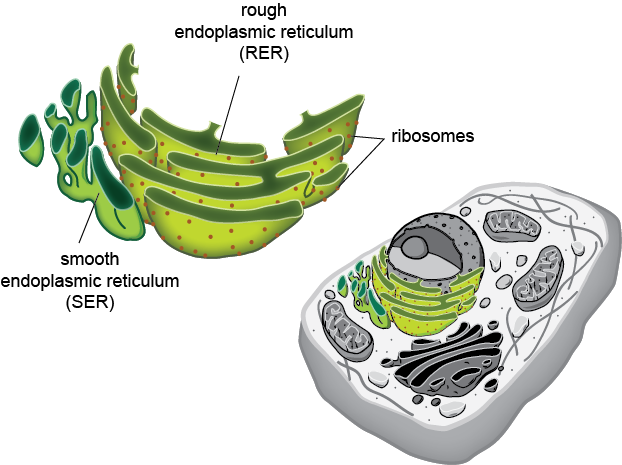 rough
endoplasmic reticulum
(RER)
ribosomes
smooth
endoplasmic reticulum
(SER)